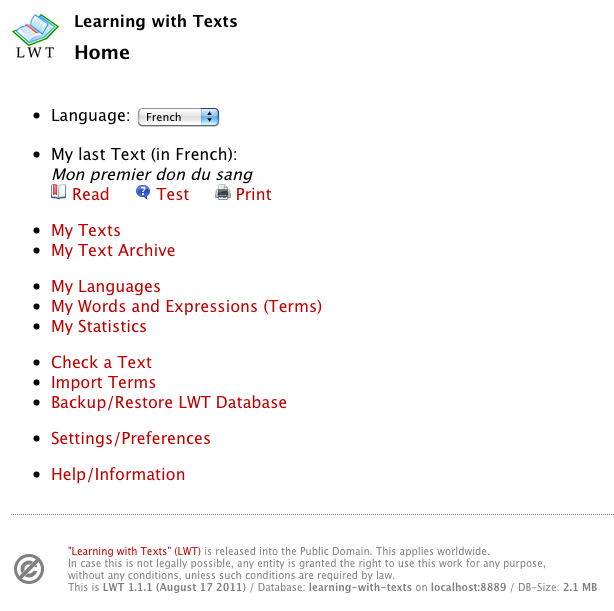 Learning with Texts
LWT
Home
Language: French
My last Text (in French):
Mon premier don du sang
Read Test Print
My Texts
My Text Archive
My Languages
My Words and Expressions (Terms)
My Statistics
Check a Text
Import Terms
Backup/Restore LWT Database
Settings/Preferences
Help/Information
"Learning with Texts" (LWT) is released into the Public Domain. This applies worldwide.
In case this is not legally possible, any entity is granted the right to use this work for any purpose,
without any conditions, unless such conditions are required by law.
This is LWT 1.1.1 (August 17 2011) / Database: learning-with-texts on localhost:8889 / DB-Size: 2.1 MB